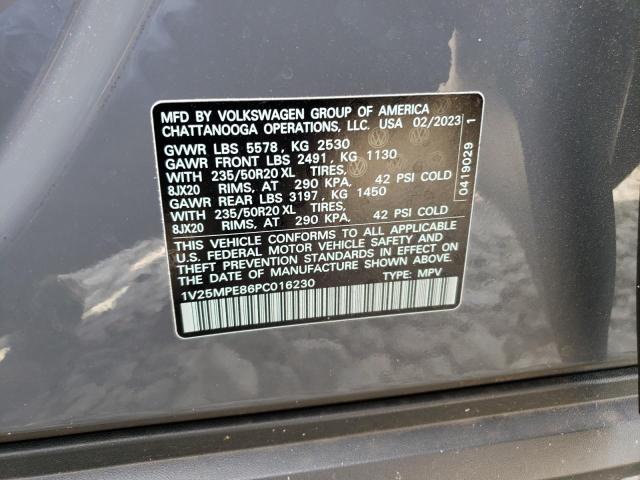 MFD BY VOLKSWAGEN GROUP OF AMERICA
CHATTANOOGA OPERATIONS, LLC. USA 02/2023
GVWR LBS 5578, KG 2530
GAWR FRONT LBS 2491, KG 1130
WITH 235/50R20 XL TIRES,
8JX20 RIMS, AT 290 KPA, 42 PSI COLD
GAWR REAR LBS 3197, KG 1450
WITH 235/50R20 XL TIRES,
8JX20 RIMS, AT 290 KPA, 42 PSI COLD
THIS VEHICLE CONFORMS TO ALL APPLICABLE
U.S. FEDERAL MOTOR VEHICLE SAFETY AND
THEFT PREVENTION STANDARDS IN EFFECT ON
THE DATE OF MANUFACTURE SHOWN ABOVE.
1V25MPE86PC016230 TYPE: MPV
0419029 1